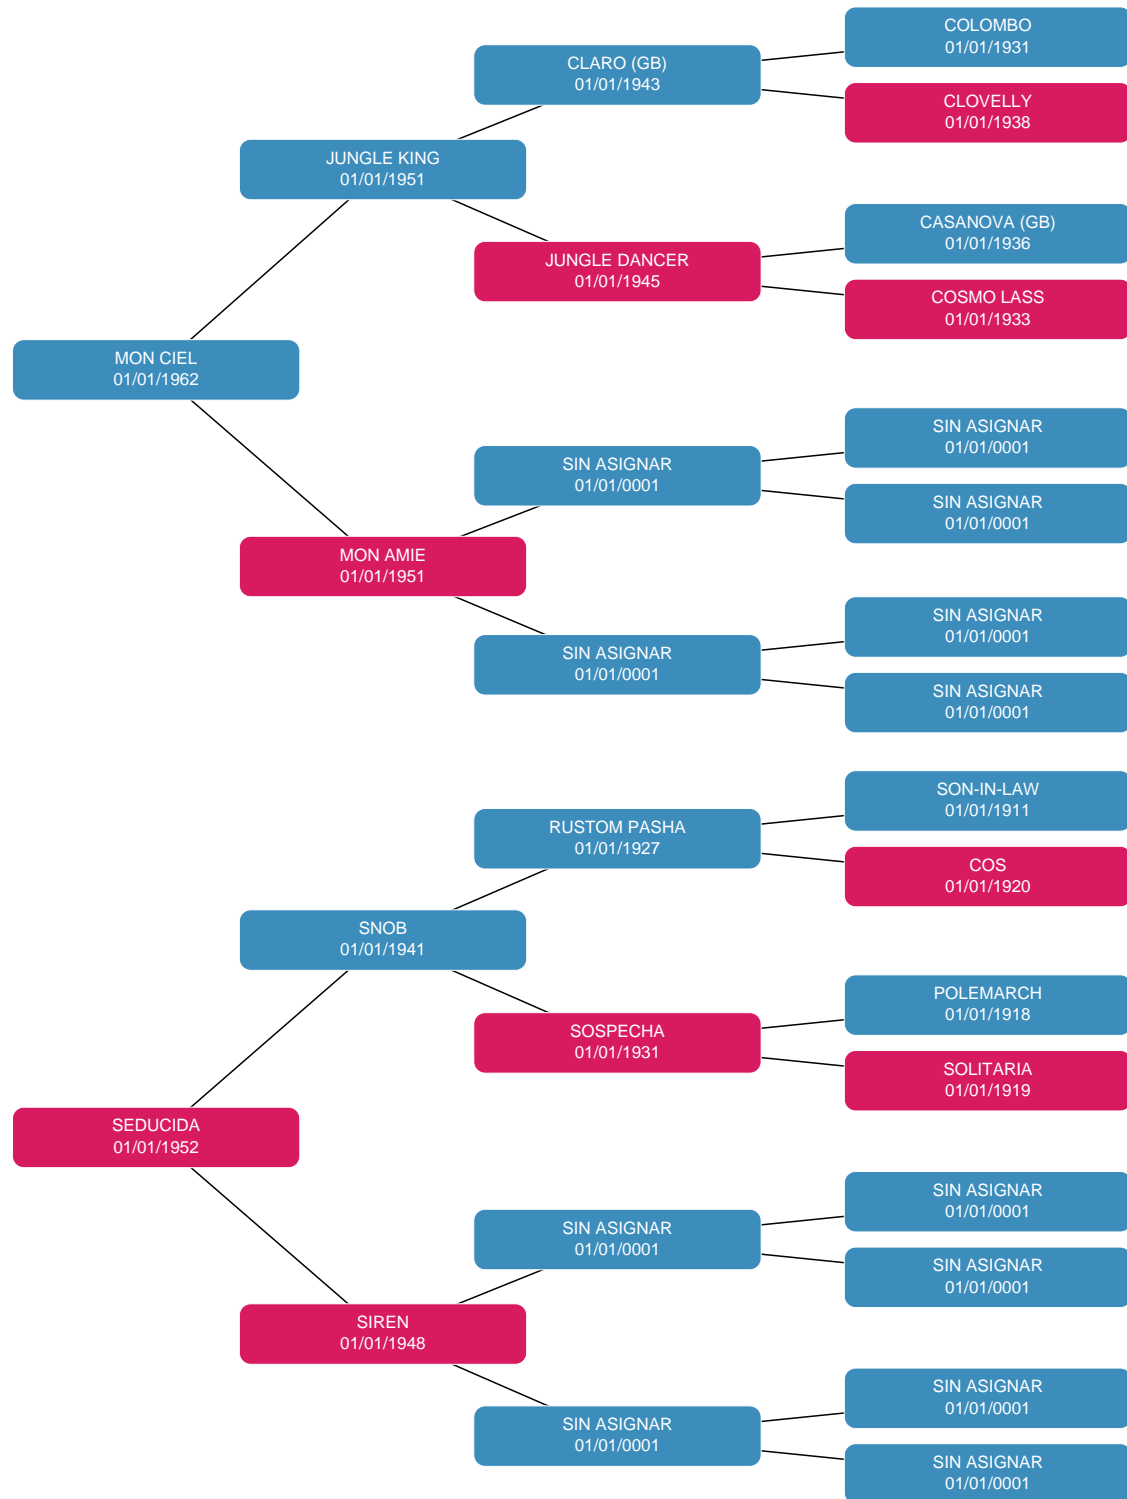 COLOMBO
01/01/1931
CLARO (GB)
01/01/1943
CLOVELLY
01/01/1938
JUNGLE KING
01/01/1951
CASANOVA (GB)
01/01/1936
JUNGLE DANCER
01/01/1945
COSMO LASS
01/01/1933
MON CIEL
01/01/1962
SIN ASIGNAR
01/01/0001
SIN ASIGNAR
01/01/0001
SIN ASIGNAR
01/01/0001
MON AMIE
01/01/1951
SIN ASIGNAR
01/01/0001
SIN ASIGNAR
01/01/0001
SIN ASIGNAR
01/01/0001
SON-IN-LAW
01/01/1911
RUSTOM PASHA
01/01/1927
COS
01/01/1920
SNOB
01/01/1941
POLEMARCH
01/01/1918
SOSPECHA
01/01/1931
SOLITARIA
01/01/1919
SEDUCIDA
01/01/1952
SIN ASIGNAR
01/01/0001
SIN ASIGNAR
01/01/0001
SIN ASIGNAR
01/01/0001
SIREN
01/01/1948
SIN ASIGNAR
01/01/0001
SIN ASIGNAR
01/01/0001
SIN ASIGNAR
01/01/0001